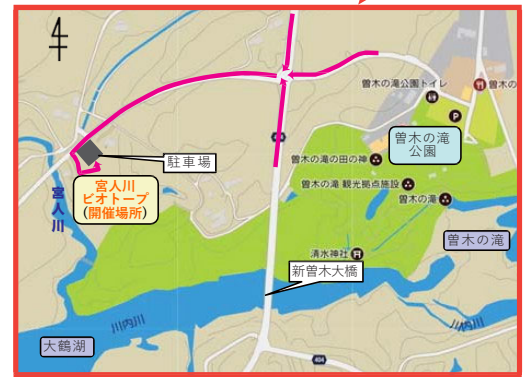 曽木の滝公園トイレ
曽木の
P
曽木の滝
公園
駐車場
曽木の滝の田の神
曽木の滝 観光拠点施設
曽木の滝
宮人川
ビオトープ
(開催場所)
宮人川
曽木の滝
清水神社
新曽木大橋
川内川
川内川
大鶴湖
404